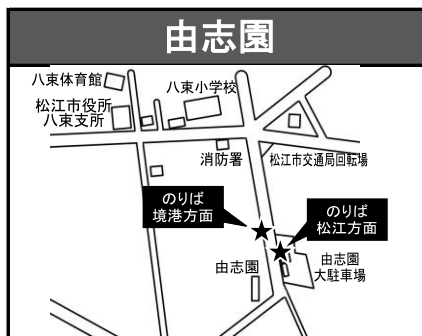 由志園
八束体育館
八束小学校
松江市役所
八束支所
消防署
松江市交通局回転場
のりば
境港方面
のりば
松江方面
由志園
由志園
大駐車場